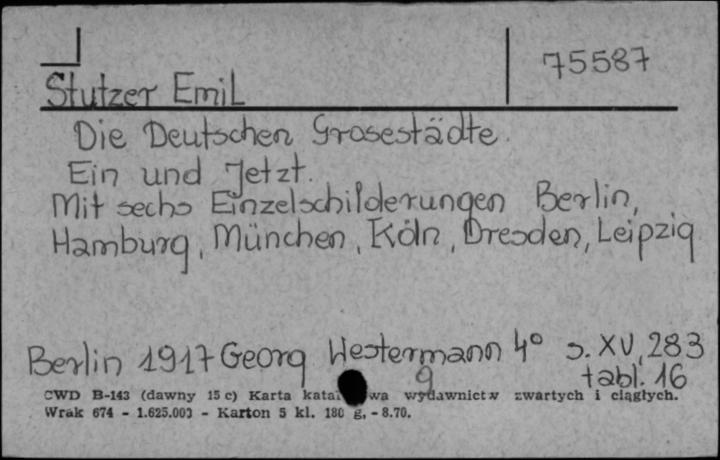 75587
Stutzer Emil
Die Deutschen Grosestädte.
Ein und Jetzt.
Mit sechs Einzelschilderungen Berlin,
Hamburg, München, Köln, Dresden, Leipzig
Berlin 1917 Georg Westermann 4° s. XV, 283
tabl. 16
CWD B-143 (dawny 15 c) Karta wydawnictw zwartych i ciągłych.
Wrak 674 - 1.625.003 - Karton 5 kl. 180 g, - 8.70.